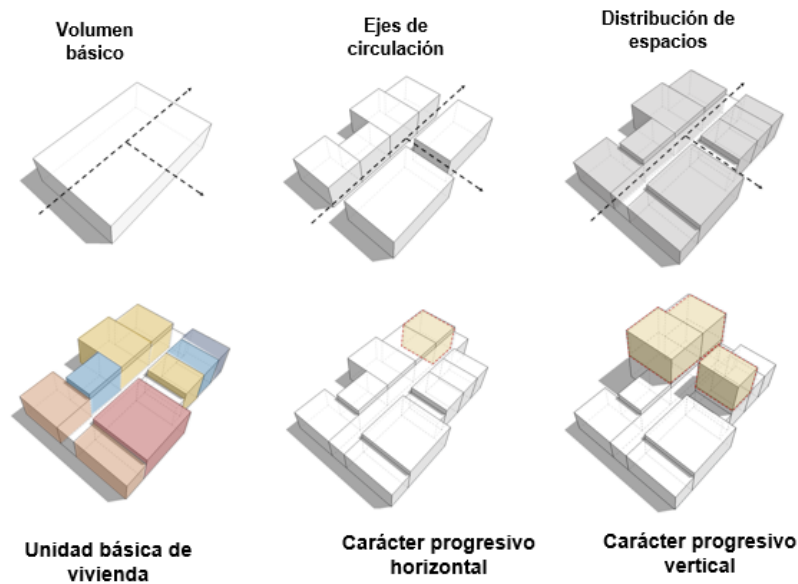 Volumen
básico
Ejes de
circulación
Distribución de
espacios
Unidad básica de
vivienda
Carácter progresivo
horizontal
Carácter progresivo
vertical